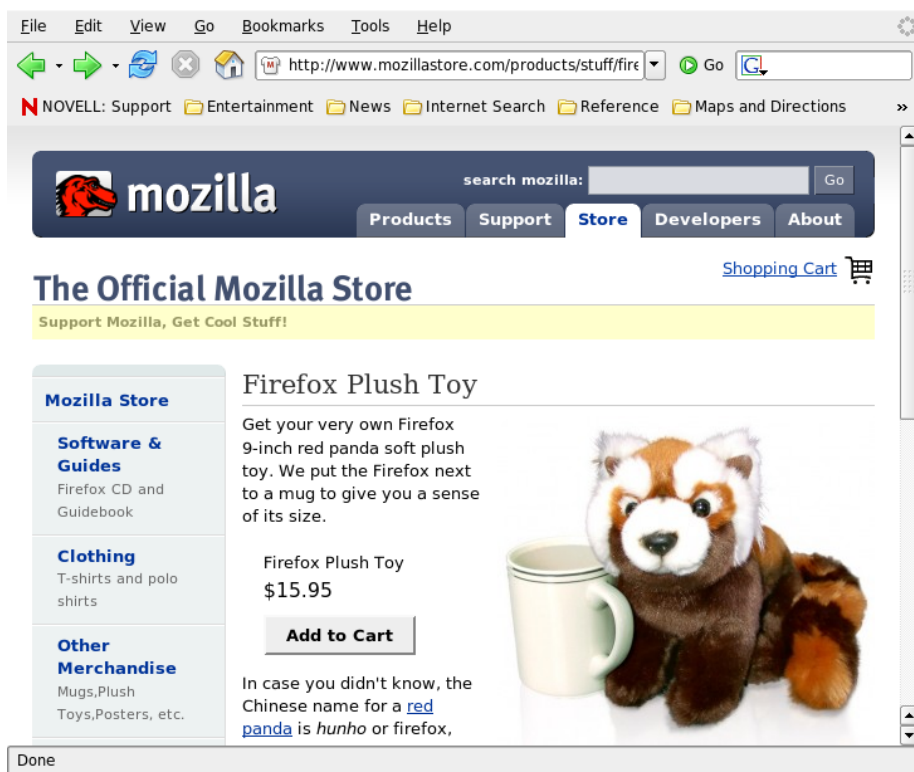 File Edit View Go Bookmarks Tools Help
http://www.mozillastore.com/products/stuff/fire Go
NOVELL: Support Entertainment News Internet Search Reference Maps and Directions »
mozilla
search mozilla: Go
Products Support Store Developers About
Shopping Cart
The Official Mozilla Store
Support Mozilla, Get Cool Stuff!
Mozilla Store
Software &
Guides
Firefox CD and
Guidebook
Clothing
T-shirts and polo
shirts
Other
Merchandise
Mugs,Plush
Toys,Posters, etc.
Firefox Plush Toy
Get your very own Firefox
9-inch red panda soft plush
toy. We put the Firefox next
to a mug to give you a sense
of its size.
Firefox Plush Toy
$15.95
Add to Cart
In case you didn't know, the
Chinese name for a red
panda is hunho or firefox,
Done